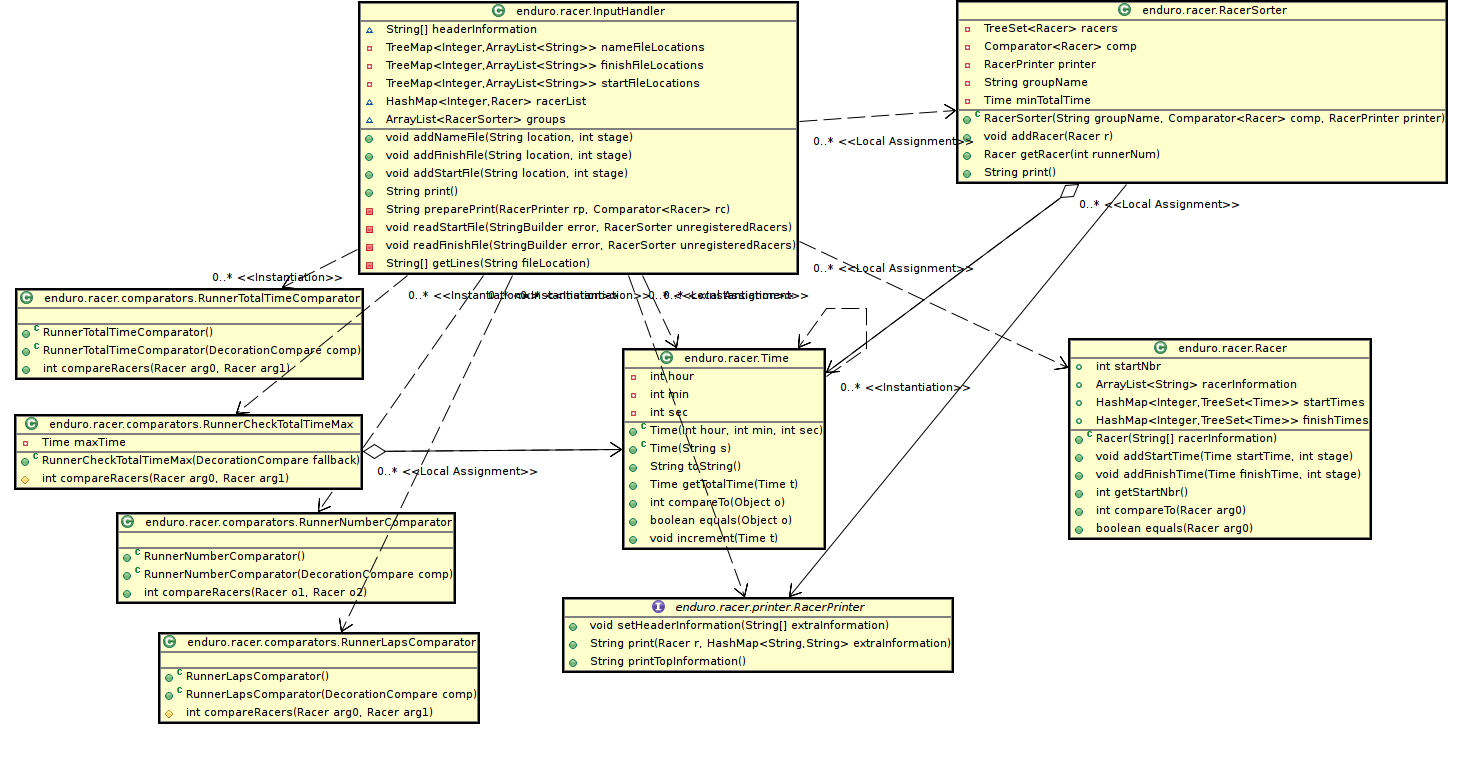 enduro.racer.InputHandler
String[] headerInformation
TreeMap<Integer,ArrayList<String>> nameFileLocations
TreeMap<Integer,ArrayList<String>> finishFileLocations
TreeMap<Integer,ArrayList<String>> startFileLocations
HashMap<Integer,Racer> racerList
ArrayList<RacerSorter> groups
void addNameFile(String location, int stage)
void addFinishFile(String location, int stage)
void addStartFile(String location, int stage)
String print()
String preparePrint(RacerPrinter rp, Comparator<Racer> rc)
void readStartFile(StringBuilder error, RacerSorter unregisteredRacers)
void readFinishFile(StringBuilder error, RacerSorter unregisteredRacers)
String[] getLines(String fileLocation)
enduro.racer.RacerSorter
TreeSet<Racer> racers
Comparator<Racer> comp
RacerPrinter printer
String groupName
Time minTotalTime
RacerSorter(String groupName, Comparator<Racer> comp, RacerPrinter printer)
void addRacer(Racer r)
Racer getRacer(int runnerNum)
String print()
0..* <<Local Assignment>>
0..* <<Local Assignment>>
0..* <<Local Assignment>>
0..* <<Instantiation>>
0..* <<Instantiation>>
0..* <<Local Assignment>>
enduro.racer.comparators.RunnerTotalTimeComparator
RunnerTotalTimeComparator()
RunnerTotalTimeComparator(DecorationCompare comp)
int compareRacers(Racer arg0, Racer arg1)
enduro.racer.Time
int hour
int min
int sec
Time(int hour, int min, int sec)
Time(String s)
String toString()
Time getTotalTime(Time t)
int compareTo(Object o)
boolean equals(Object o)
void increment(Time t)
0..* <<Instantiation>>
enduro.racer.Racer
int startNbr
ArrayList<String> racerInformation
HashMap<Integer,TreeSet<Time>> startTimes
HashMap<Integer,TreeSet<Time>> finishTimes
Racer(String[] racerInformation)
void addStartTime(Time startTime, int stage)
void addFinishTime(Time finishTime, int stage)
int getStartNbr()
int compareTo(Racer arg0)
boolean equals(Racer arg0)
enduro.racer.comparators.RunnerCheckTotalTimeMax
Time maxTime
RunnerCheckTotalTimeMax(DecorationCompare fallback)
int compareRacers(Racer arg0, Racer arg1)
0..* <<Local Assignment>>
enduro.racer.comparators.RunnerNumberComparator
RunnerNumberComparator()
RunnerNumberComparator(DecorationCompare comp)
int compareRacers(Racer o1, Racer o2)
enduro.racer.printer.RacerPrinter
void setHeaderInformation(String[] extraInformation)
String print(Racer r, HashMap<String,String> extraInformation)
String printTopInformation()
enduro.racer.comparators.RunnerLapsComparator
RunnerLapsComparator()
RunnerLapsComparator(DecorationCompare comp)
int compareRacers(Racer arg0, Racer arg1)